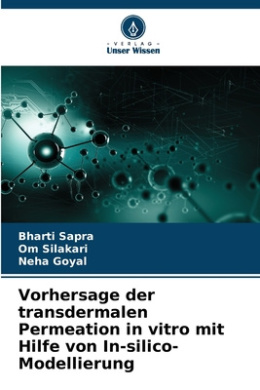 • VERLAG •
Unser Wissen
Bharti Sapra
Om Silakari
Neha Goyal
Vorhersage der
transdermalen
Permeation in vitro mit
Hilfe von In-silico-
Modellierung